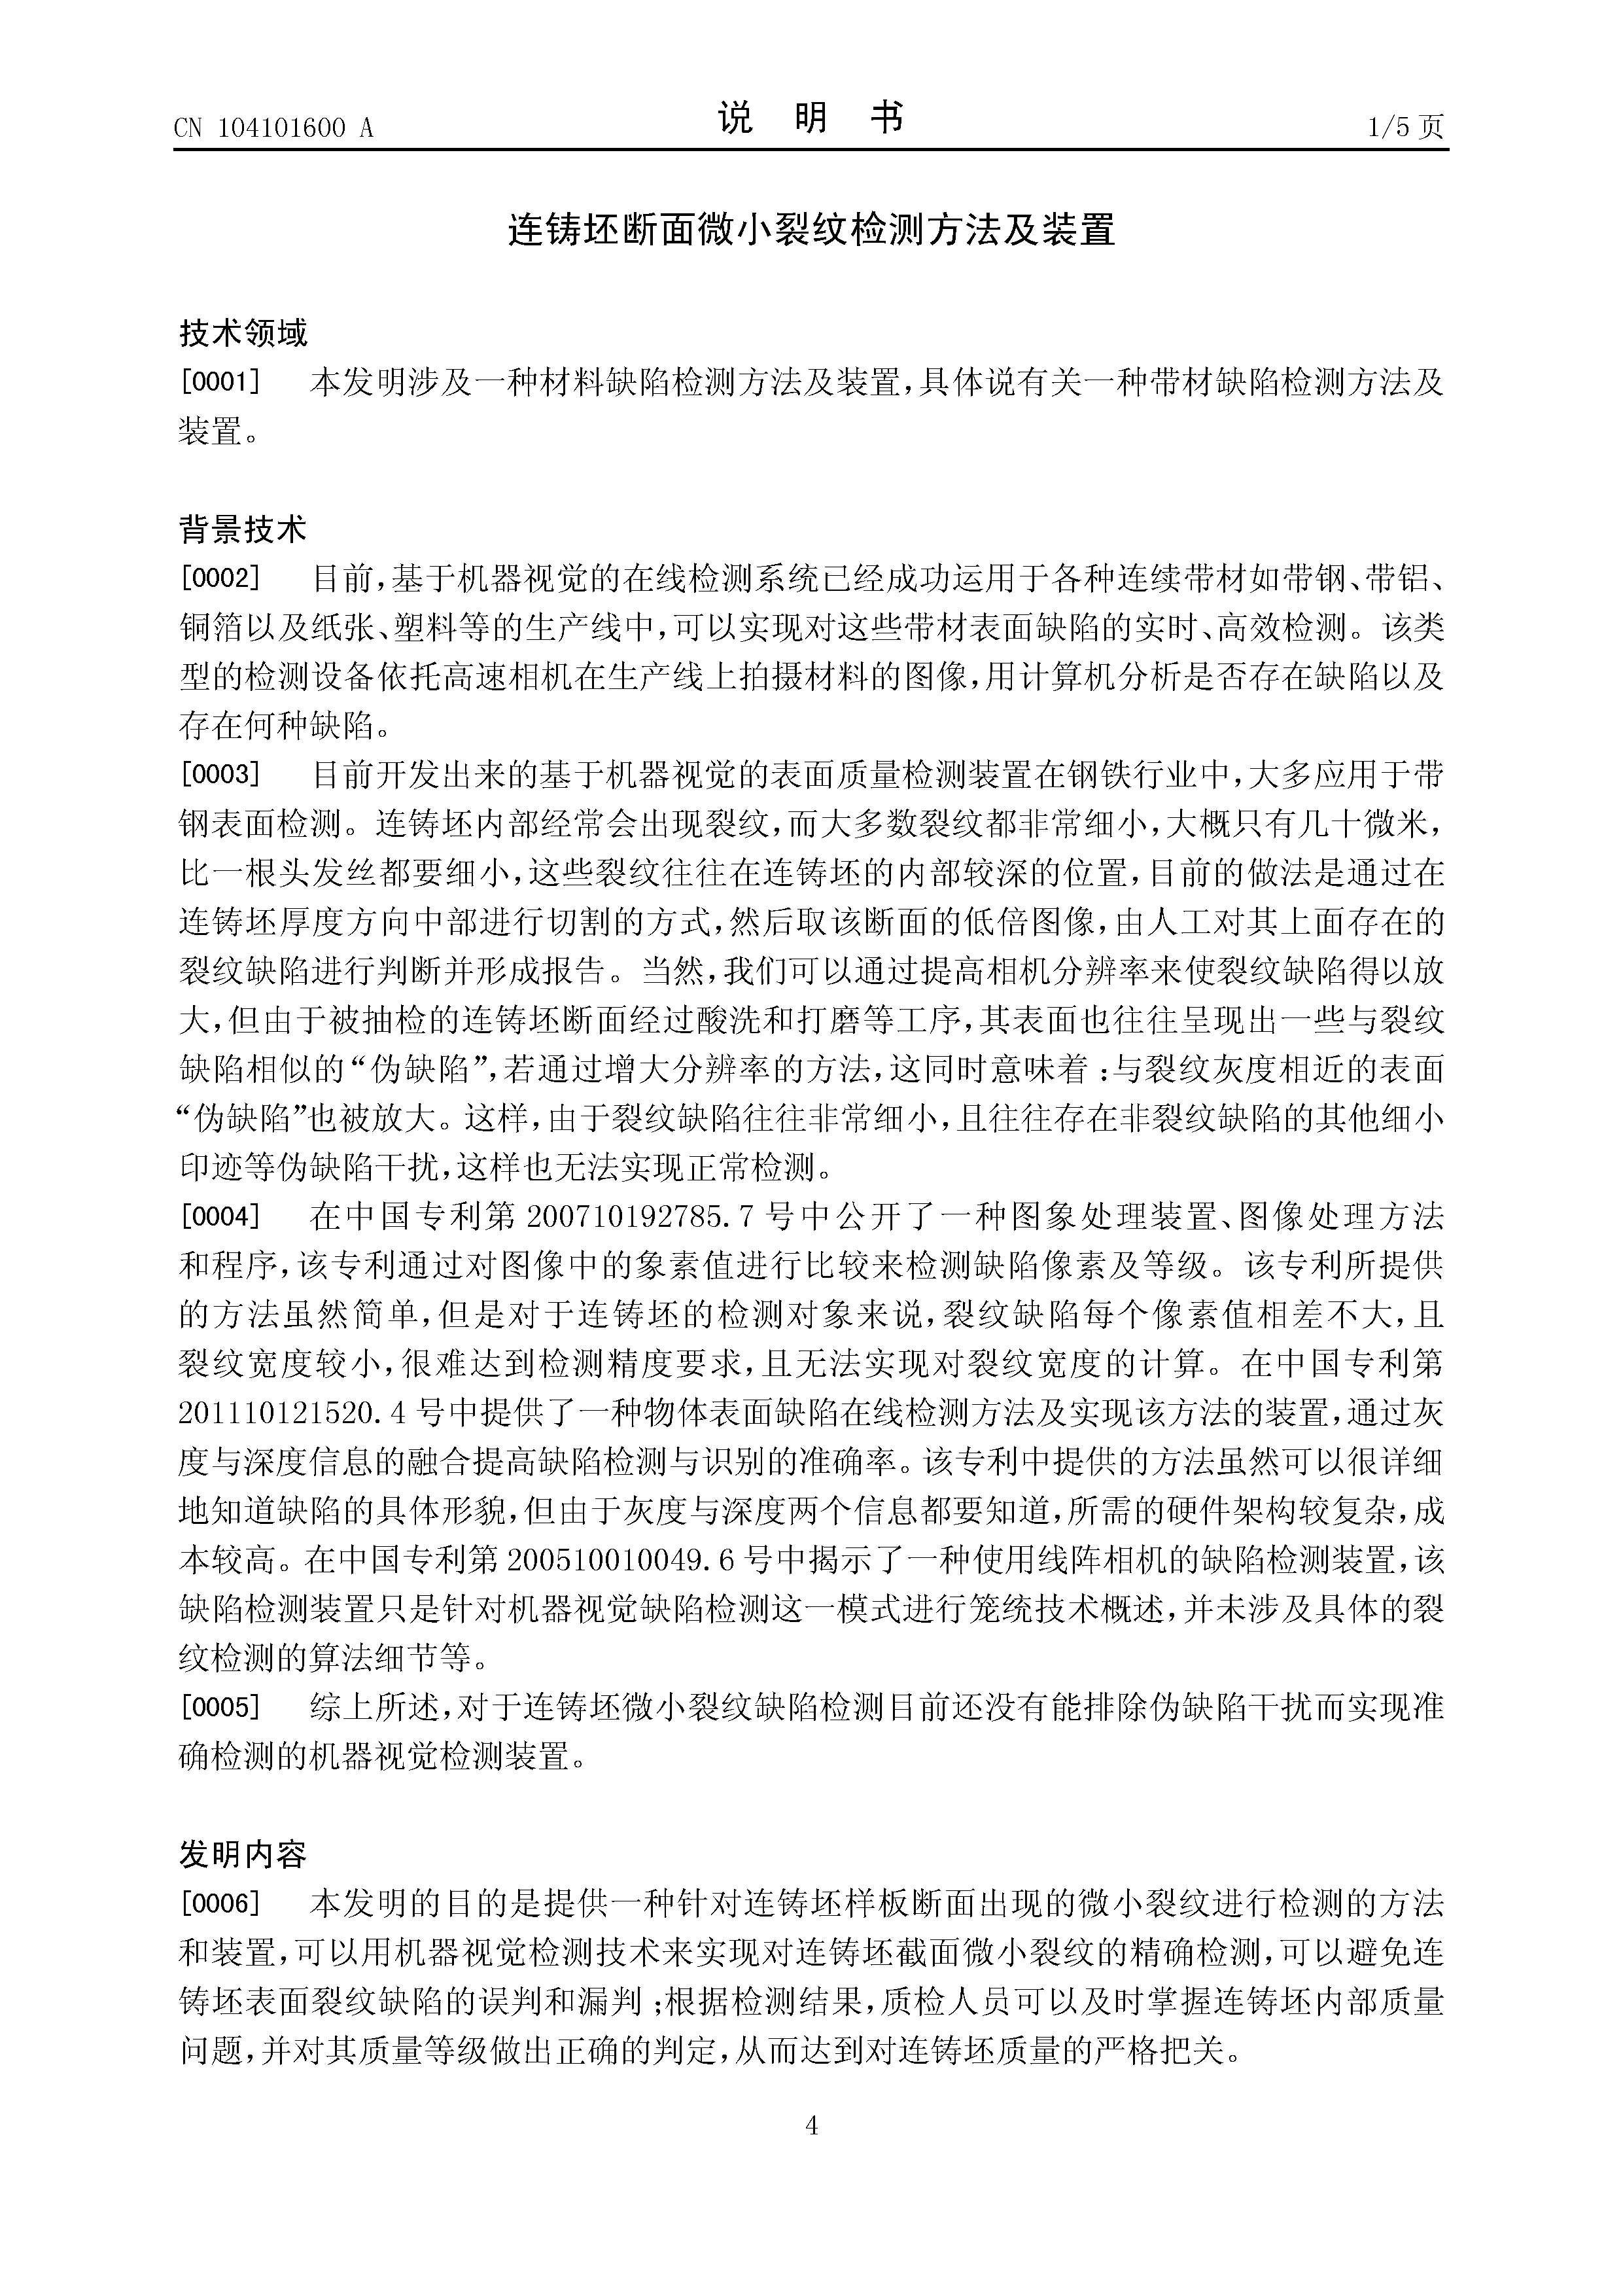 CN 104101600 A
说 明 书
1/5 页
连铸坯断面微小裂纹检测方法及装置
技术领域
[0001] 本发明涉及一种材料缺陷检测方法及装置,具体说有关一种带材缺陷检测方法及
装置。
背景技术
[0002] 目前,基于机器视觉的在线检测系统已经成功运用于各种连续带材如带钢、带铝、
铜箔以及纸张、塑料等的生产线中,可以实现对这些带材表面缺陷的实时、高效检测。该类
型的检测设备依托高速相机在生产线上拍摄材料的图像,用计算机分析是否存在缺陷以及
存在何种缺陷。
[0003] 目前开发出来的基于机器视觉的表面质量检测装置在钢铁行业中,大多应用于带
钢表面检测。连铸坯内部经常会出现裂纹,而大多数裂纹都非常细小,大概只有几十微米,
比一根头发丝都要细小,这些裂纹往往在连铸坯的内部较深的位置,目前的做法是通过在
连铸坯厚度方向中部进行切割的方式,然后取该断面的低倍图像,由人工对其上面存在的
裂纹缺陷进行判断并形成报告。当然,我们可以通过提高相机分辨率来使裂纹缺陷得以放
大,但由于被抽检的连铸坯断面经过酸洗和打磨等工序,其表面也往往呈现出一些与裂纹
缺陷相似的“伪缺陷”,若通过增大分辨率的方法,这同时意味着:与裂纹灰度相近的表面
“伪缺陷”也被放大。这样,由于裂纹缺陷往往非常细小,且往往存在非裂纹缺陷的其他细小
印迹等伪缺陷干扰,这样也无法实现正常检测。
[0004] 在中国专利第 200710192785.7 号中公开了一种图象处理装置、图像处理方法
和程序,该专利通过对图像中的象素值进行比较来检测缺陷像素及等级。该专利所提供
的方法虽然简单,但是对于连铸坯的检测对象来说,裂纹缺陷每个像素值相差不大,且
裂纹宽度较小,很难达到检测精度要求,且无法实现对裂纹宽度的计算。在中国专利第
201110121520.4 号中提供了一种物体表面缺陷在线检测方法及实现该方法的装置,通过灰
度与深度信息的融合提高缺陷检测与识别的准确率。该专利中提供的方法虽然可以很详细
地知道缺陷的具体形貌,但由于灰度与深度两个信息都要知道,所需的硬件架构较复杂,成
本较高。在中国专利第 200510010049.6 号中揭示了一种使用线阵相机的缺陷检测装置,该
缺陷检测装置只是针对机器视觉缺陷检测这一模式进行笼统技术概述,并未涉及具体的裂
纹检测的算法细节等。
[0005] 综上所述,对于连铸坯微小裂纹缺陷检测目前还没有能排除伪缺陷干扰而实现准
确检测的机器视觉检测装置。
发明内容
[0006] 本发明的目的是提供一种针对连铸坯样板断面出现的微小裂纹进行检测的方法
和装置,可以用机器视觉检测技术来实现对连铸坯截面微小裂纹的精确检测,可以避免连
铸坯表面裂纹缺陷的误判和漏判;根据检测结果,质检人员可以及时掌握连铸坯内部质量
问题,并对其质量等级做出正确的判定,从而达到对连铸坯质量的严格把关。
4